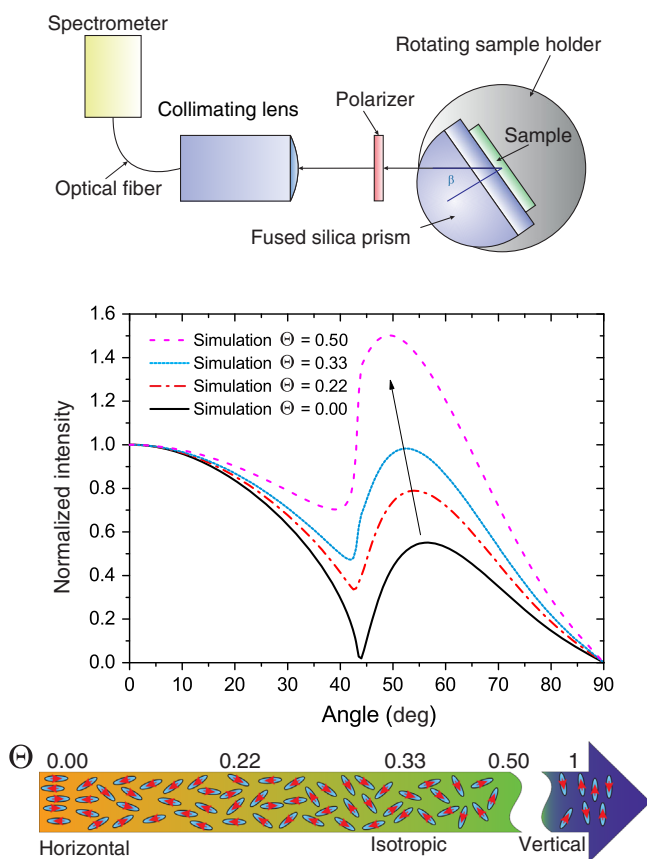 Spectrometer
Rotating sample holder
Collimating lens
Polarizer
Sample
Optical fiber
β
Fused silica prism
1.6
1.4
1.2
1.0
0.8
0.6
0.4
0.2
0.0
Normalized intensity
Simulation Θ = 0.50
Simulation Θ = 0.33
Simulation Θ = 0.22
Simulation Θ = 0.00
0 10 20 30 40 50 60 70 80 90
Angle (deg)
Θ 0.00 0.22 0.33 0.50 1
Horizontal Isotropic Vertical